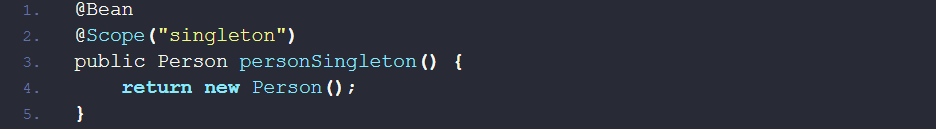 1. @Bean
2. @Scope("singleton")
3. public Person personSingleton() {
4.     return new Person();
5. }